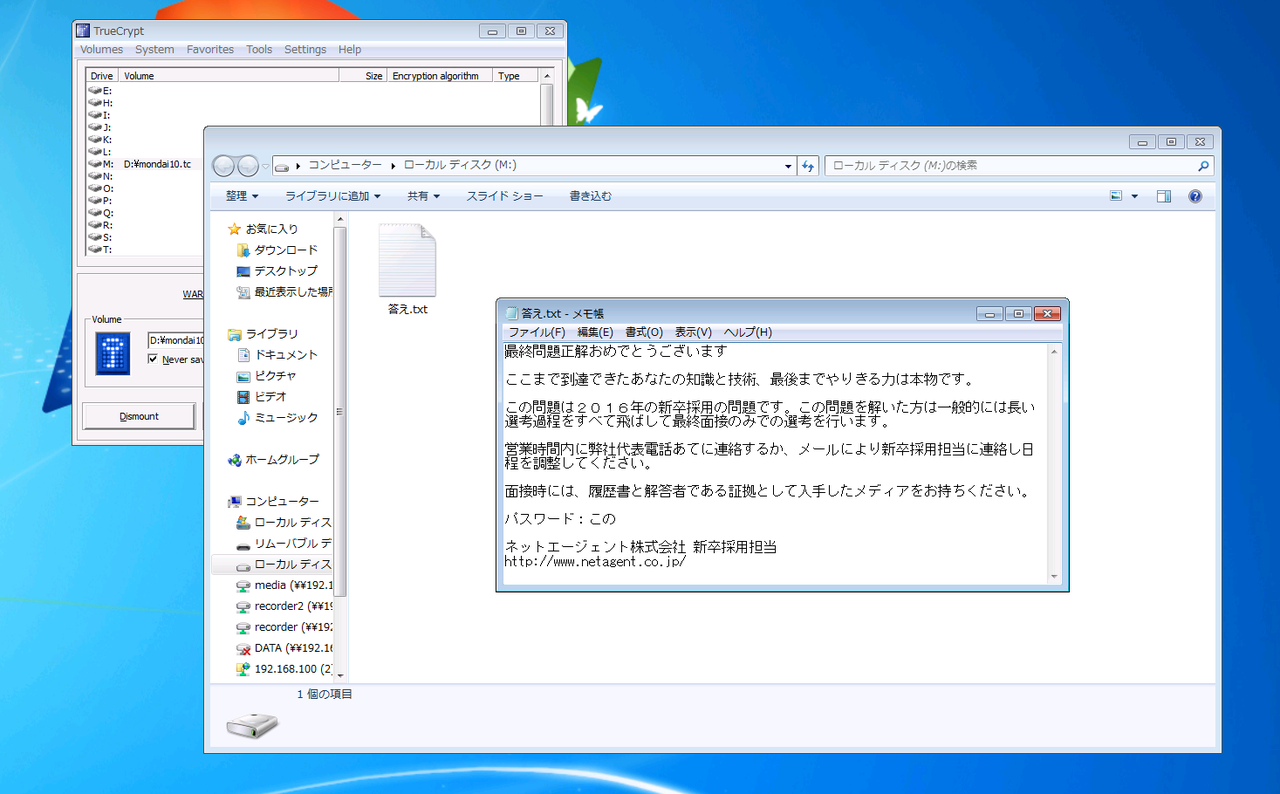 TrueCrypt
Volumes System Favorites Tools Settings Help
Drive Volume Size Encryption algorithm Type
E:
H:
I:
J:
K:
L:
M: D:¥mondai10.tc
N:
O:
P:
Q:
R:
S:
T:
WAR
Volume
D:¥mondai10
Never sav
Dismount
コンピューター ローカル ディスク (M:)
ローカル ディスク (M:)の検索
整理 ライブラリに追加 共有 スライド ショー 書き込む
お気に入り
ダウンロード
デスクトップ
最近表示した場所
ライブラリ
ドキュメント
ピクチャ
ビデオ
ミュージック
ホームグループ
コンピューター
ローカル ディス
リムーバブル デ
ローカル ディス
media (¥¥192.1
recorder2 (¥¥19
recorder (¥¥192
DATA (¥¥192.16
192.168.100 (2
答え.txt
答え.txt - メモ帳
ファイル(F) 編集(E) 書式(O) 表示(V) ヘルプ(H)
最終問題正解おめでとうございます
ここまで到達できたあなたの知識と技術、最後までやりきる力は本物です。
この問題は２０１６年の新卒採用の問題です。この問題を解いた方は一般的には長い
選考過程をすべて飛ばして最終面接のみでの選考を行います。
営業時間内に弊社代表電話あてに連絡するか、メールにより新卒採用担当に連絡し日
程を調整してください。
面接時には、履歴書と解答者である証拠として入手したメディアをお持ちください。
パスワード：この
ネットエージェント株式会社 新卒採用担当
http://www.netagent.co.jp/
1 個の項目